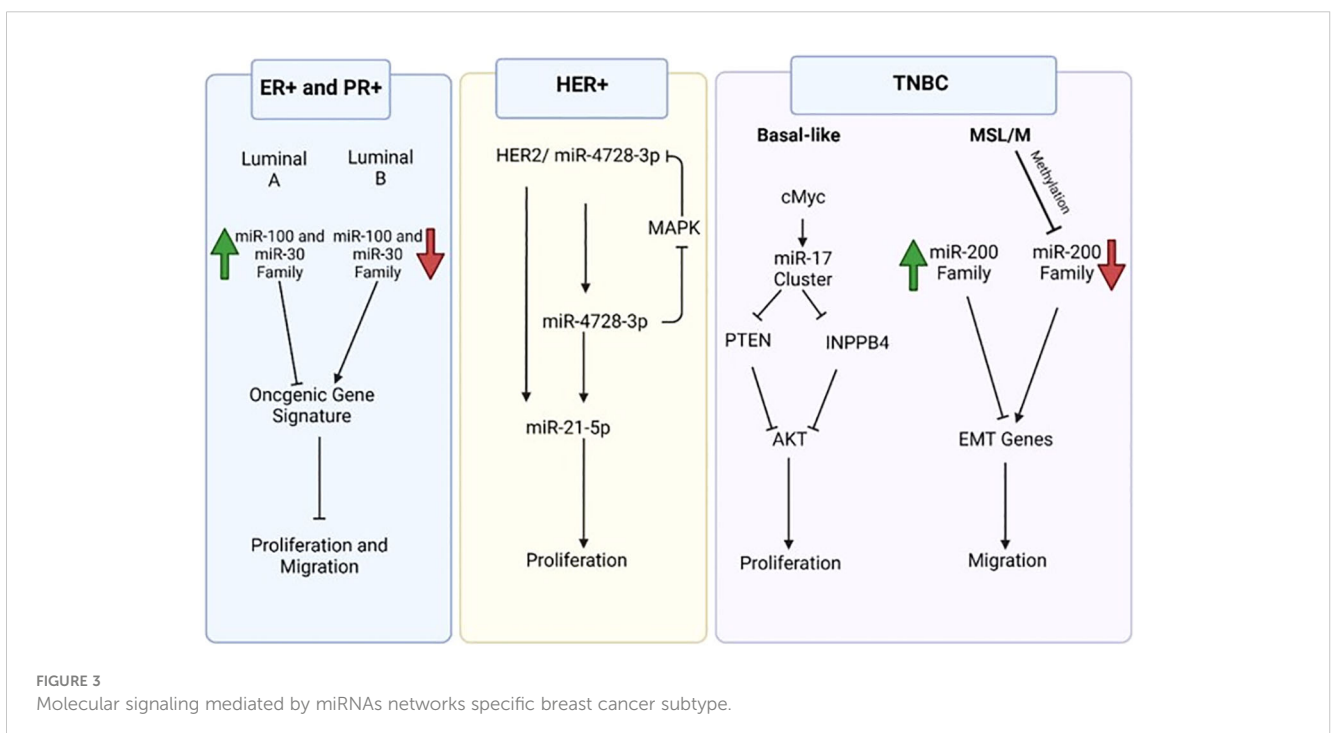 ER+ and PR+
Luminal
A
Luminal
B
miR-100 and
miR-30
Family
miR-100 and
miR-30
Family
Oncgenic Gene
Signature
Proliferation and
Migration
HER+
HER2/ miR-4728-3p
MAPK
miR-4728-3p
miR-21-5p
Proliferation
TNBC
Basal-like
cMyc
miR-17
Cluster
PTEN
INPPB4
AKT
Proliferation
MSL/M
Methylation
miR-200
Family
miR-200
Family
EMT Genes
Migration
FIGURE 3
Molecular signaling mediated by miRNAs networks specific breast cancer subtype.